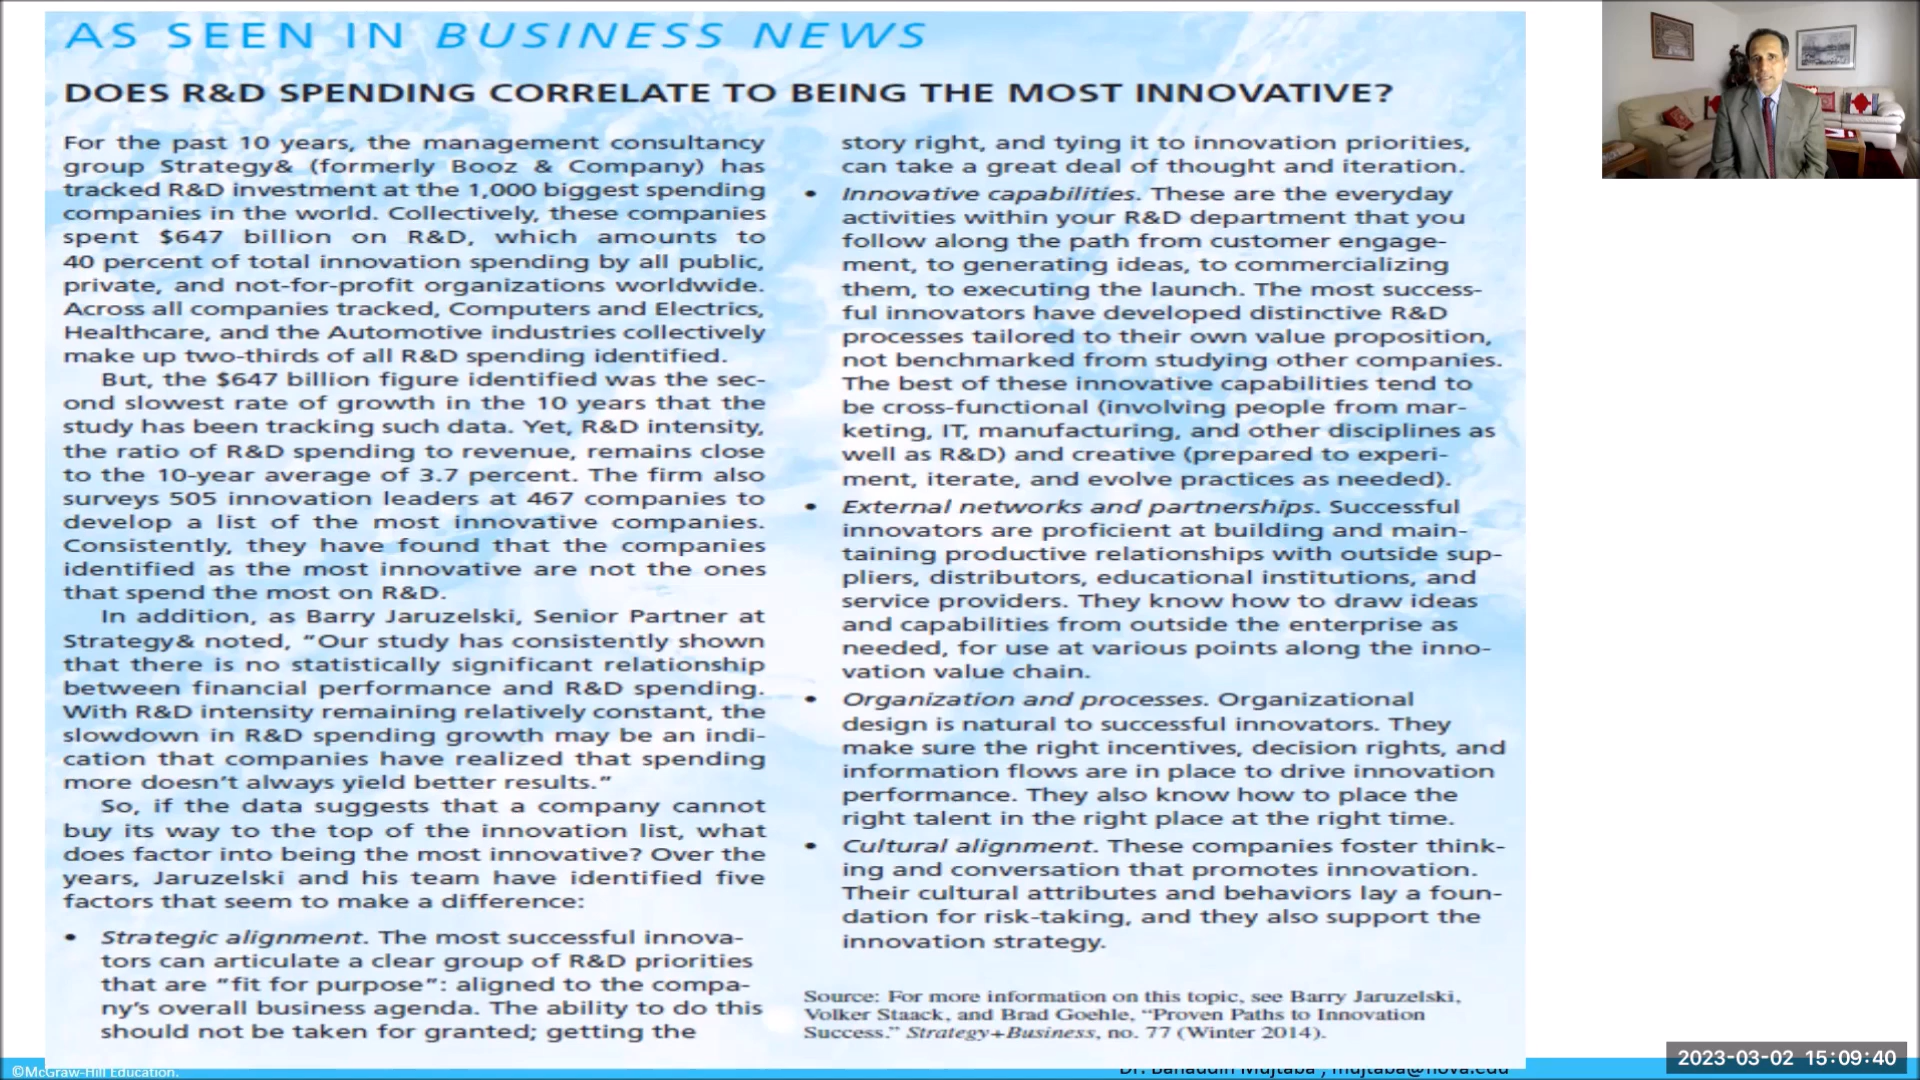 AS SEEN IN BUSINESS NEWS
DOES R&D SPENDING CORRELATE TO BEING THE MOST INNOVATIVE?
For the past 10 years, the management consultancy
group Strategy& (formerly Booz & Company) has
tracked R&D investment at the 1,000 biggest spending
companies in the world. Collectively, these companies
spent $647 billion on R&D, which amounts to
40 percent of total innovation spending by all public,
private, and not-for-profit organizations worldwide.
Across all companies tracked, Computers and Electrics,
Healthcare, and the Automotive industries collectively
make up two-thirds of all R&D spending identified.
But, the $647 billion figure identified was the sec-
ond slowest rate of growth in the 10 years that the
study has been tracking such data. Yet, R&D intensity,
the ratio of R&D spending to revenue, remains close
to the 10-year average of 3.7 percent. The firm also
surveys 505 innovation leaders at 467 companies to
develop a list of the most innovative companies.
Consistently, they have found that the companies
identified as the most innovative are not the ones
that spend the most on R&D.
In addition, as Barry Jaruzelski, Senior Partner at
Strategy& noted, "Our study has consistently shown
that there is no statistically significant relationship
between financial performance and R&D spending.
With R&D intensity remaining relatively constant, the
slowdown in R&D spending growth may be an indi-
cation that companies have realized that spending
more doesn't always yield better results."
So, if the data suggests that a company cannot
buy its way to the top of the innovation list, what
does factor into being the most innovative? Over the
years, Jaruzelski and his team have identified five
factors that seem to make a difference:
• Strategic alignment. The most successful innova-
tors can articulate a clear group of R&D priorities
that are "fit for purpose": aligned to the compa-
ny's overall business agenda. The ability to do this
should not be taken for granted; getting the
story right, and tying it to innovation priorities,
can take a great deal of thought and iteration.
• Innovative capabilities. These are the everyday
activities within your R&D department that you
follow along the path from customer engage-
ment, to generating ideas, to commercializing
them, to executing the launch. The most success-
ful innovators have developed distinctive R&D
processes tailored to their own value proposition,
not benchmarked from studying other companies.
The best of these innovative capabilities tend to
be cross-functional (involving people from mar-
keting, IT, manufacturing, and other disciplines as
well as R&D) and creative (prepared to experi-
ment, iterate, and evolve practices as needed).
• External networks and partnerships. Successful
innovators are proficient at building and main-
taining productive relationships with outside sup-
pliers, distributors, educational institutions, and
service providers. They know how to draw ideas
and capabilities from outside the enterprise as
needed, for use at various points along the inno-
vation value chain.
• Organization and processes. Organizational
design is natural to successful innovators. They
make sure the right incentives, decision rights, and
information flows are in place to drive innovation
performance. They also know how to place the
right talent in the right place at the right time.
• Cultural alignment. These companies foster think-
ing and conversation that promotes innovation.
Their cultural attributes and behaviors lay a foun-
dation for risk-taking, and they also support the
innovation strategy.
Source: For more information on this topic, see Barry Jaruzelski,
Volker Staack, and Brad Goehle, "Proven Paths to Innovation
Success." Strategy+Business, no. 77 (Winter 2014).
©McGraw-Hill Education.
Dr. Bahaudin Mujtaba , mujtaba@nova.edu
2023-03-02 15:09:40